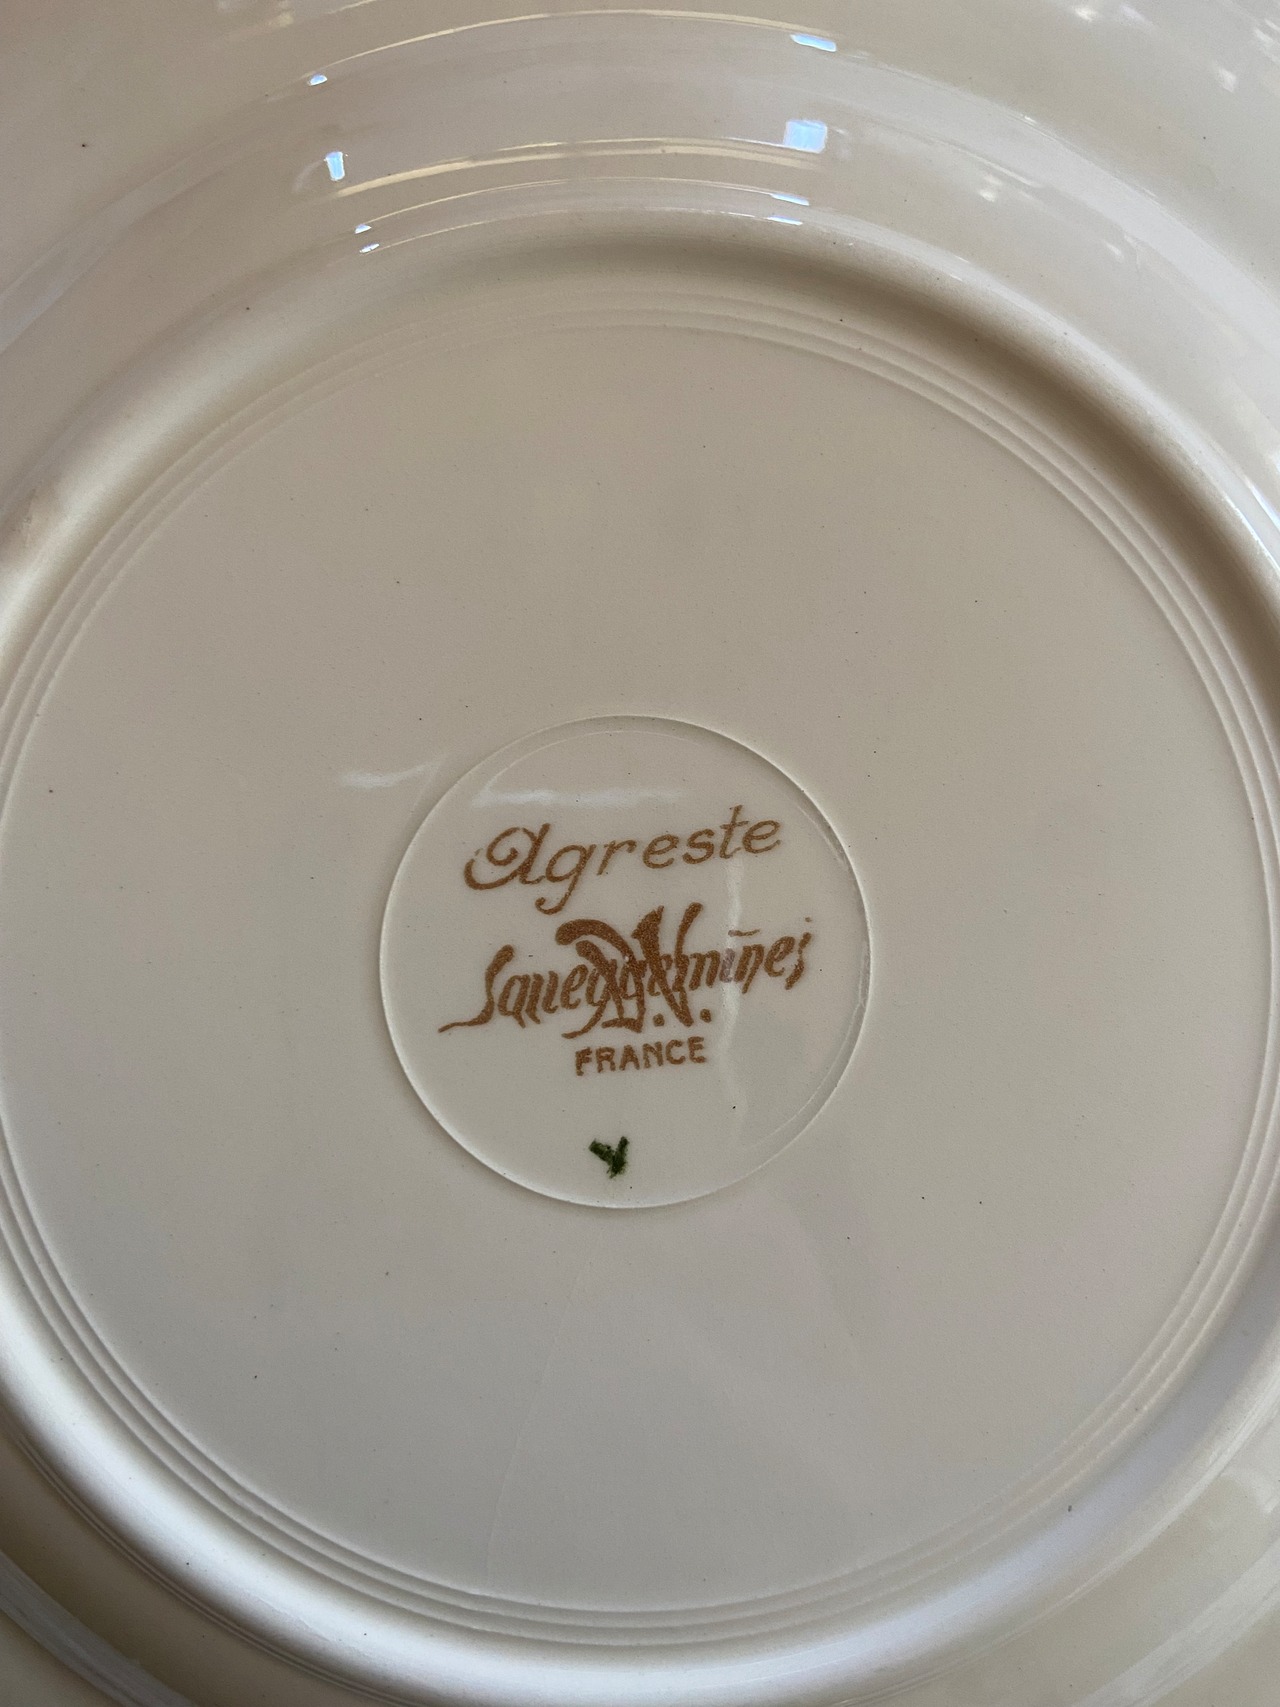 Agreste
Sarreguemines
D.V.
FRANCE